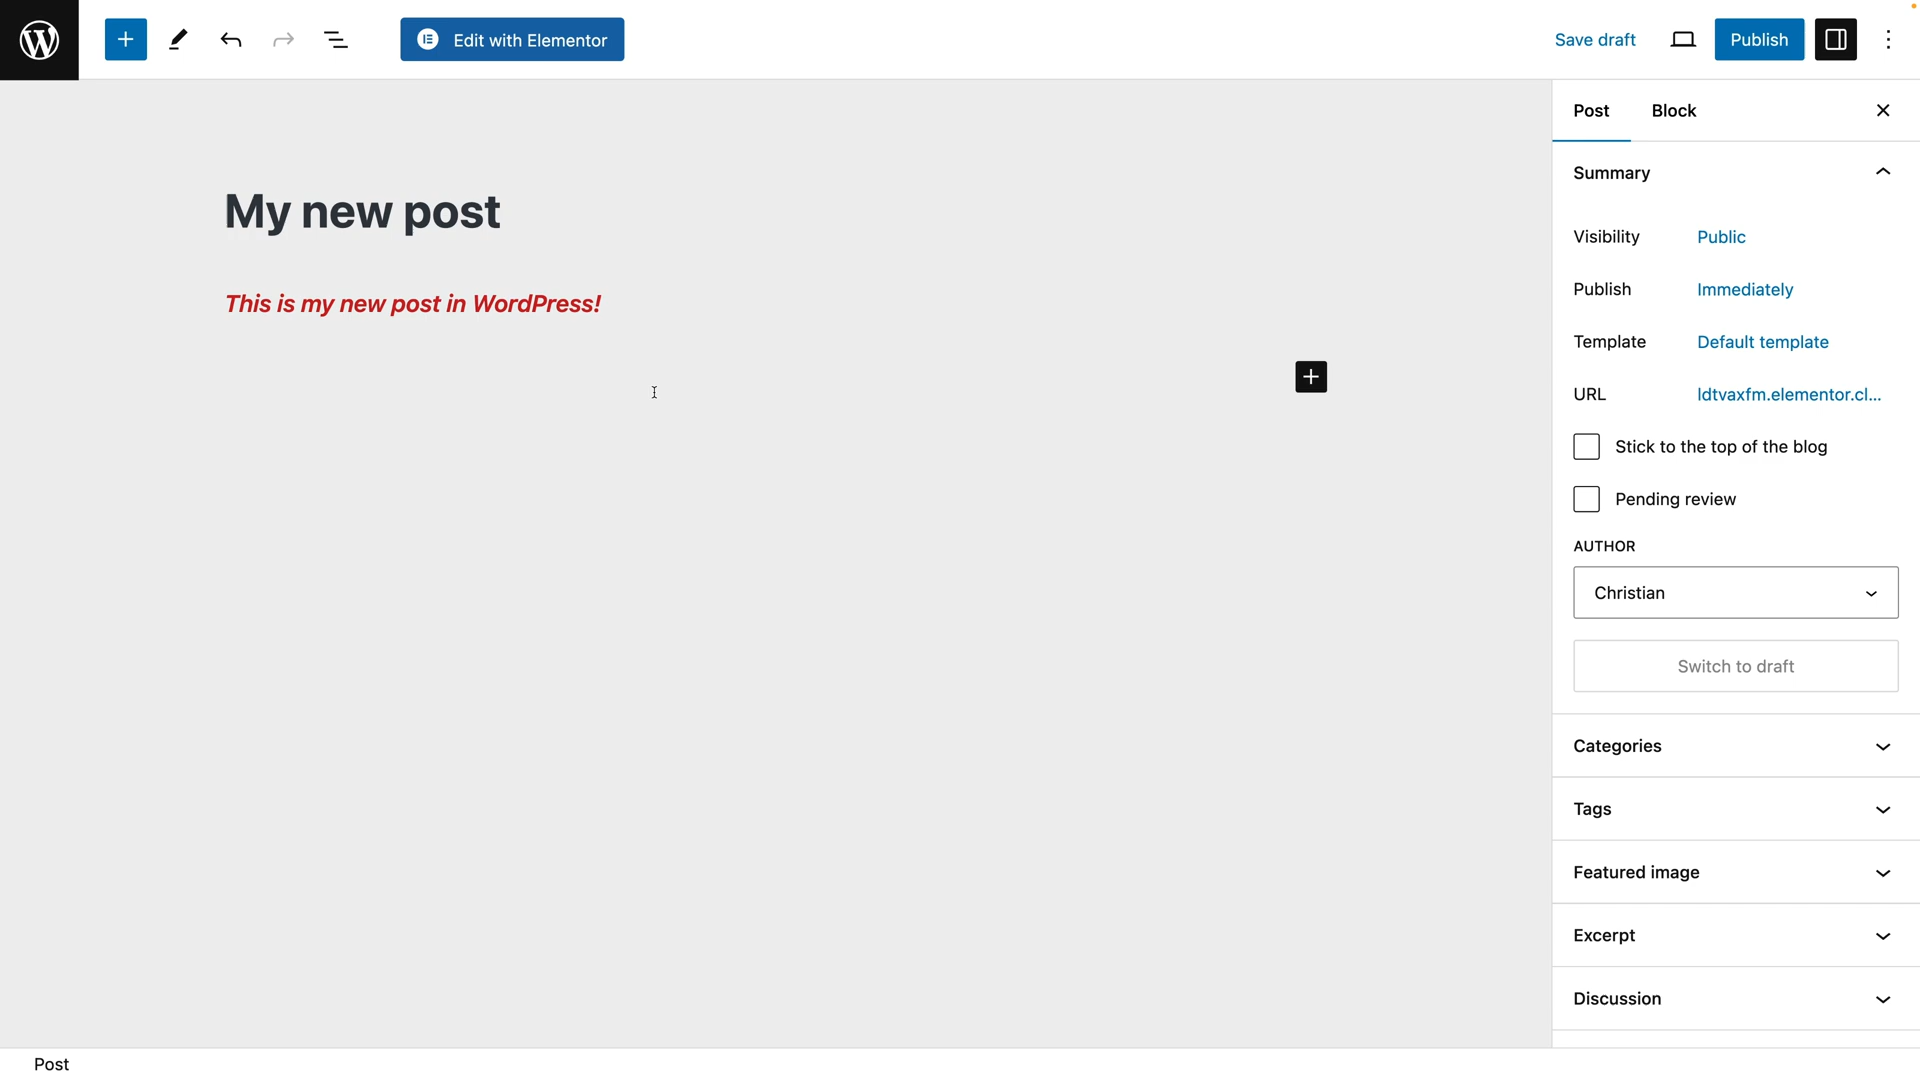 Edit with Elementor
Save draft
Publish
Post
Block
My new post
This is my new post in WordPress!
Summary
Visibility Public
Publish Immediately
Template Default template
URL ldtvaxfm.elementor.cl...
Stick to the top of the blog
Pending review
AUTHOR
Christian
Switch to draft
Categories
Tags
Featured image
Excerpt
Discussion
Post